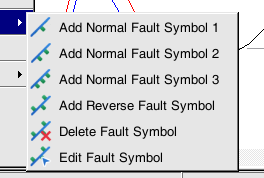 Add Normal Fault Symbol 1
Add Normal Fault Symbol 2
Add Normal Fault Symbol 3
Add Reverse Fault Symbol
Delete Fault Symbol
Edit Fault Symbol